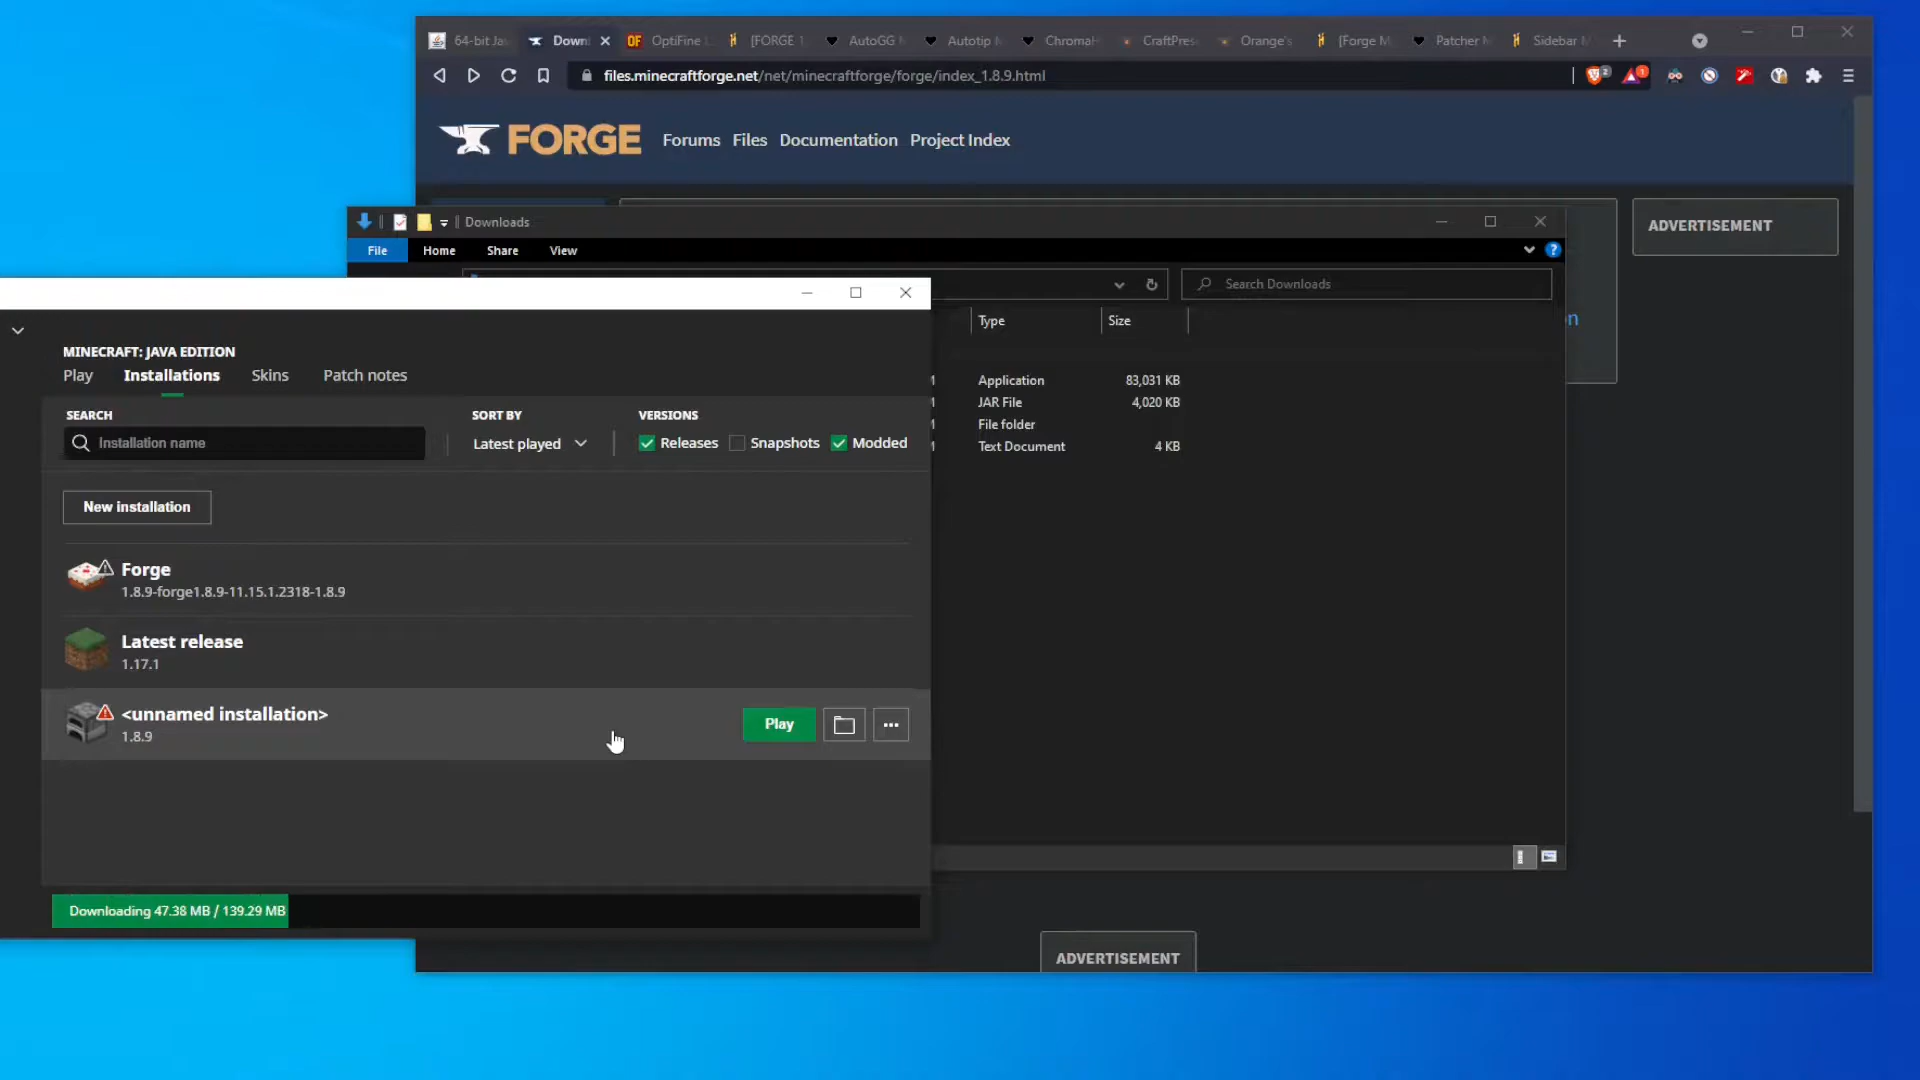 64-bit Ja
Down
OF
OptiFine
[FORGE 1
AutoGG
Autotip
ChromaH
CraftPres
Orange's
[Forge M
Patcher M
Sidebar M
files.minecraftforge.net/net/minecraftforge/forge/index_1.8.9.html
2
1
FORGE
Forums
Files
Documentation
Project Index
ADVERTISEMENT
Downloads
File
Home
Share
View
?
Search Downloads
Type
Size
Application
83,031 KB
JAR File
4,020 KB
File folder
Text Document
4 KB
MINECRAFT: JAVA EDITION
Play
Installations
Skins
Patch notes
SEARCH
SORT BY
VERSIONS
Installation name
Latest played
Releases
Snapshots
Modded
New installation
Forge
1.8.9-forge1.8.9-11.15.1.2318-1.8.9
Latest release
1.17.1
<unnamed installation>
1.8.9
Play
Downloading 47.38 MB / 139.29 MB
ADVERTISEMENT